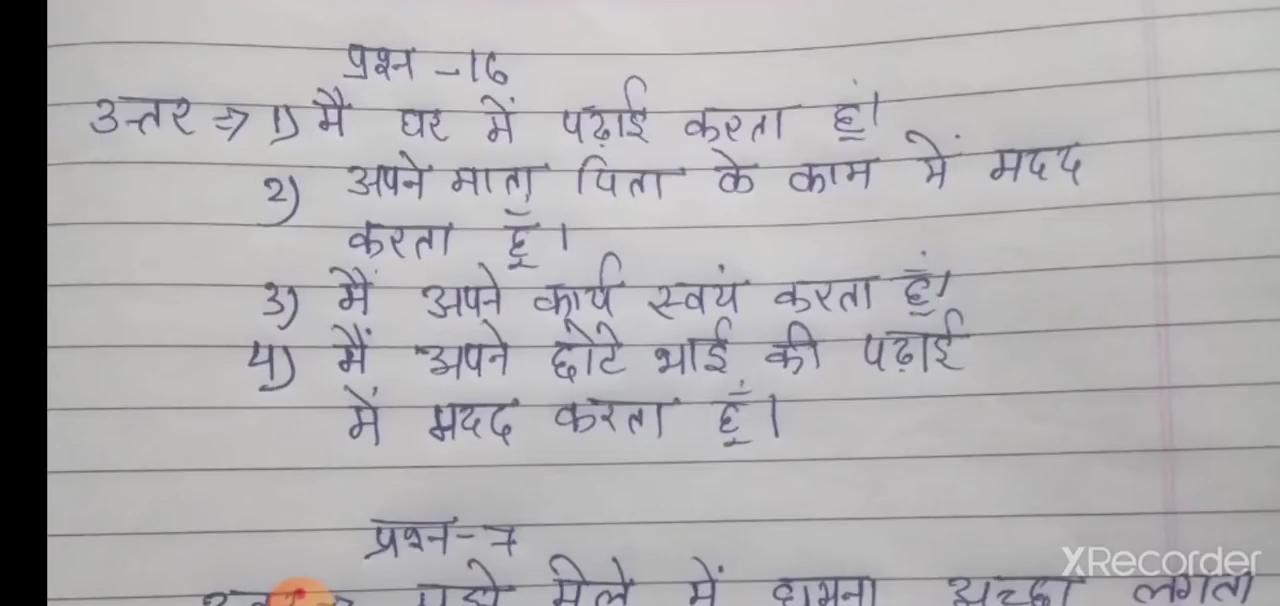 प्रश्न -16
उत्तर ⇒ 1) मैं घर में पढ़ाई करता हूं।
2) अपने माता पिता के काम में मदद
करता हूँ।
3) मैं अपने कार्य स्वयं करता हूं।
4) मैं अपने छोटे भाई की पढ़ाई
में मदद करता हूँ।
प्रश्न-7
में घूमना अच्छा लगता
XRecorder